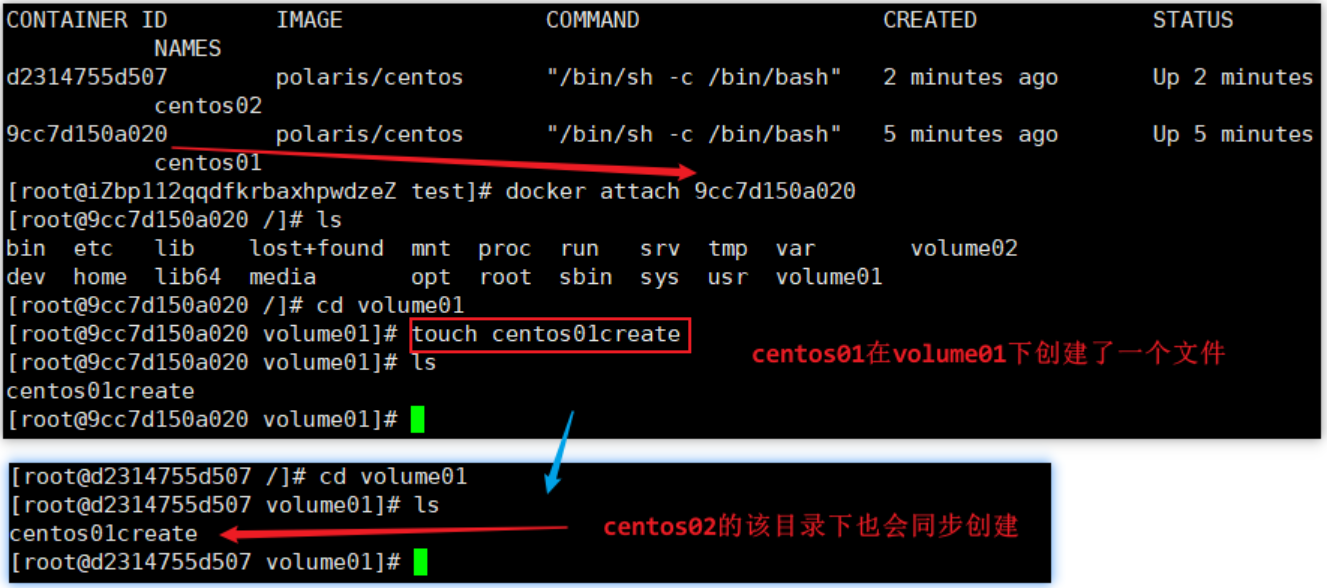 CONTAINER ID        IMAGE               COMMAND                  CREATED             STATUS
           NAMES
d2314755d507        polaris/centos      "/bin/sh -c /bin/bash"   2 minutes ago       Up 2 minutes
           centos02
9cc7d150a020        polaris/centos      "/bin/sh -c /bin/bash"   5 minutes ago       Up 5 minutes
           centos01
[root@iZbp112qqdfkrbaxhpwdzeZ test]# docker attach 9cc7d150a020
[root@9cc7d150a020 /]# ls
bin  etc   lib    lost+found  mnt  proc  run   srv  tmp  var       volume02
dev  home  lib64  media       opt  root  sbin  sys  usr  volume01
[root@9cc7d150a020 /]# cd volume01
[root@9cc7d150a020 volume01]# touch centos01create
centos01在volume01下创建了一个文件
[root@9cc7d150a020 volume01]# ls
centos01create
[root@9cc7d150a020 volume01]#
[root@d2314755d507 /]# cd volume01
[root@d2314755d507 volume01]# ls
centos01create
centos02的该目录下也会同步创建
[root@d2314755d507 volume01]#